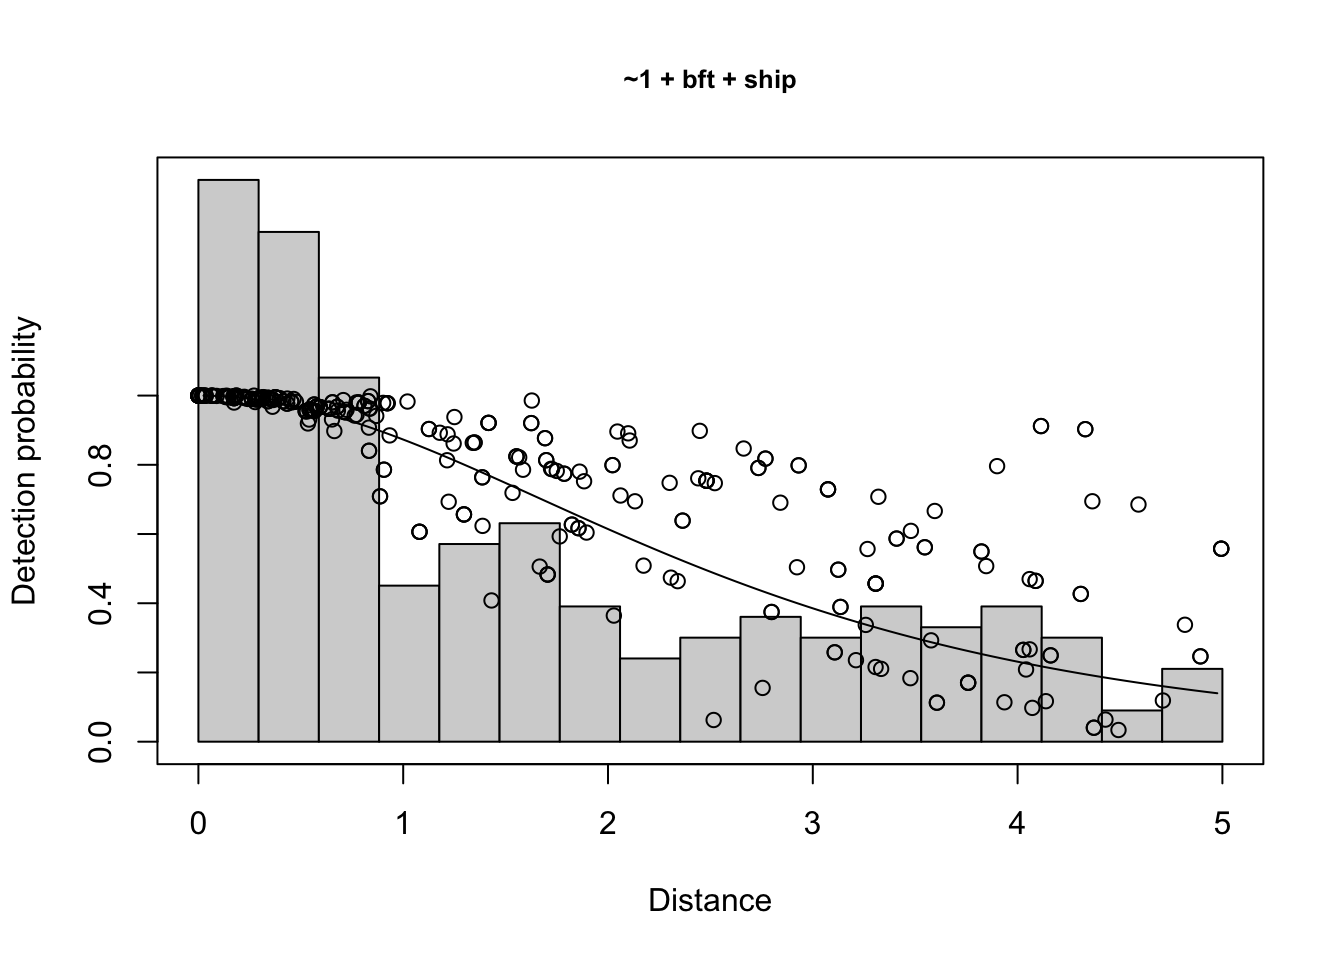 ~1 + bft + ship
Detection probability
0.8
0.4
0.0
0 1 2 3 4 5
Distance